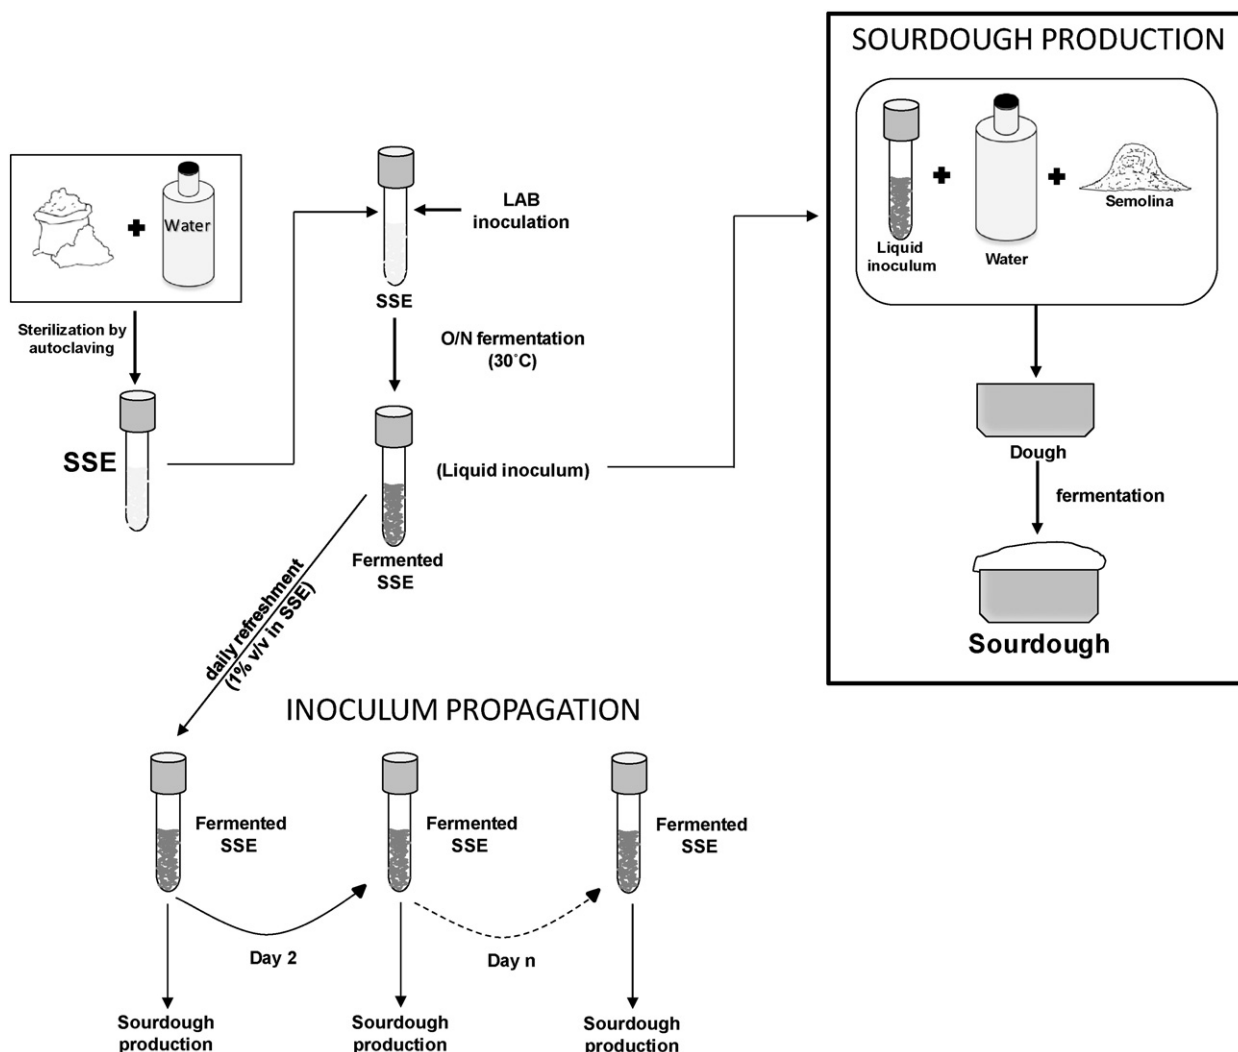 SOURDOUGH PRODUCTION
Water
LAB
inoculation
SSE
Sterilization by
autoclaving
O/N fermentation
(30˚C)
SSE
(Liquid inoculum)
Fermented
SSE
Liquid
inoculum
Water
Semolina
Dough
fermentation
Sourdough
daily refreshment
(1% v/v in SSE)
INOCULUM PROPAGATION
Fermented
SSE
Fermented
SSE
Fermented
SSE
Day 2
Day n
Sourdough
production
Sourdough
production
Sourdough
production